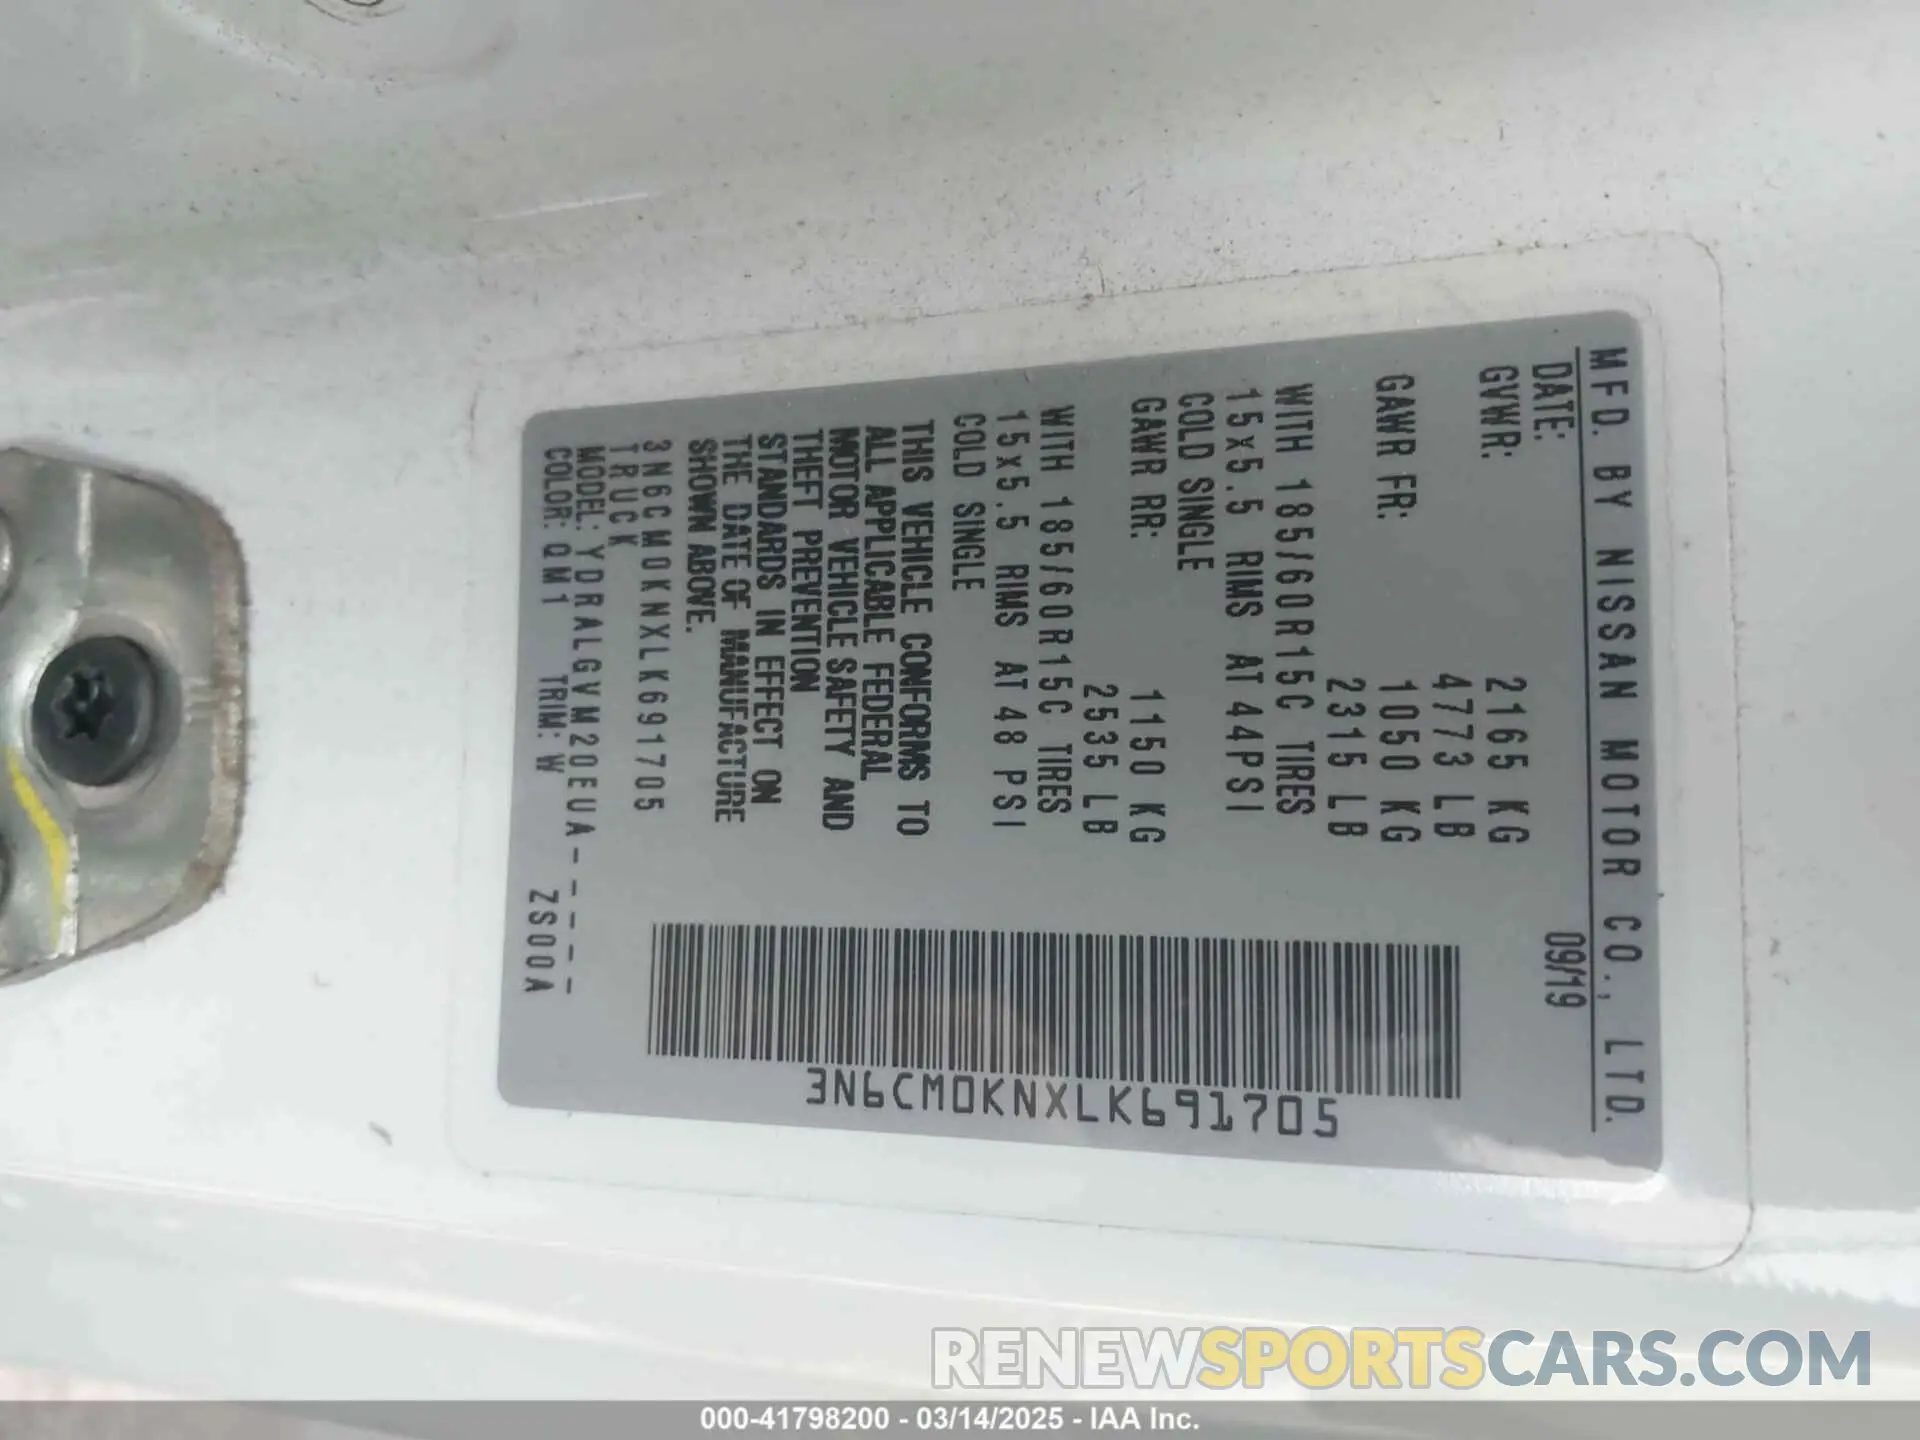 MFD. BY NISSAN MOTOR CO., LTD.
DATE: 09/19
GVWR: 2165 KG
4773 LB
GAWR FR: 1050 KG
2315 LB
WITH 185/60R15C TIRES
15x5.5 RIMS AT 44PSI
COLD SINGLE
GAWR RR: 1150 KG
2535 LB
WITH 185/60R15C TIRES
15x5.5 RIMS AT 48 PSI
COLD SINGLE
THIS VEHICLE CONFORMS TO
ALL APPLICABLE FEDERAL
MOTOR VEHICLE SAFETY AND
THEFT PREVENTION
STANDARDS IN EFFECT ON
THE DATE OF MANUFACTURE
SHOWN ABOVE.
3N6CM0KNXLK691705
TRUCK
MODEL: YDRALGVM20EUA-----
COLOR: QM1 TRIM: W ZS00A
3N6CM0KNXLK691705
RENEWSPORTSCARS.COM
000-41798200 - 03/14/2025 - IAA Inc.